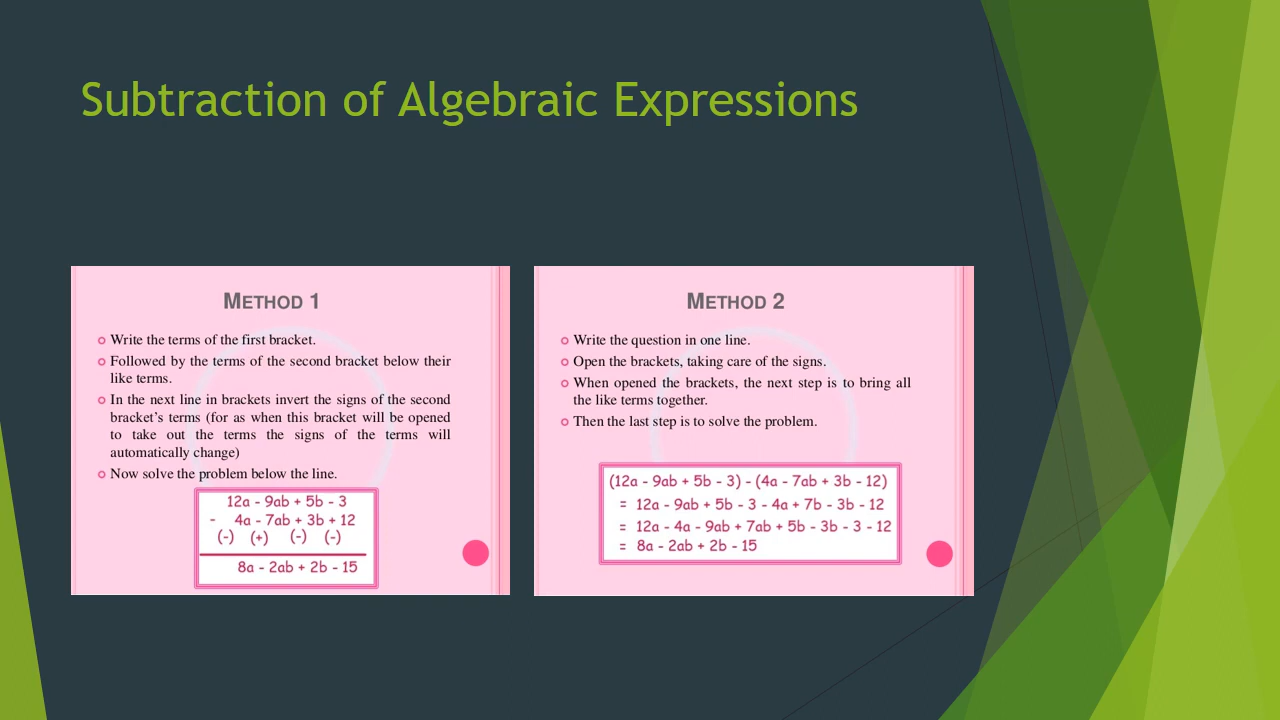 Subtraction of Algebraic Expressions
METHOD 1
Write the terms of the first bracket.
Followed by the terms of the second bracket below their
like terms.
In the next line in brackets invert the signs of the second
bracket's terms (for as when this bracket will be opened
to take out the terms the signs of the terms will
automatically change)
Now solve the problem below the line.
12a - 9ab + 5b - 3
- 4a - 7ab + 3b + 12
(-) (+) (-) (-)
8a - 2ab + 2b - 15
METHOD 2
Write the question in one line.
Open the brackets, taking care of the signs.
When opened the brackets, the next step is to bring all
the like terms together.
Then the last step is to solve the problem.
(12a - 9ab + 5b - 3) - (4a - 7ab + 3b - 12)
= 12a - 9ab + 5b - 3 - 4a + 7b - 3b - 12
= 12a - 4a - 9ab + 7ab + 5b - 3b - 3 - 12
= 8a - 2ab + 2b - 15